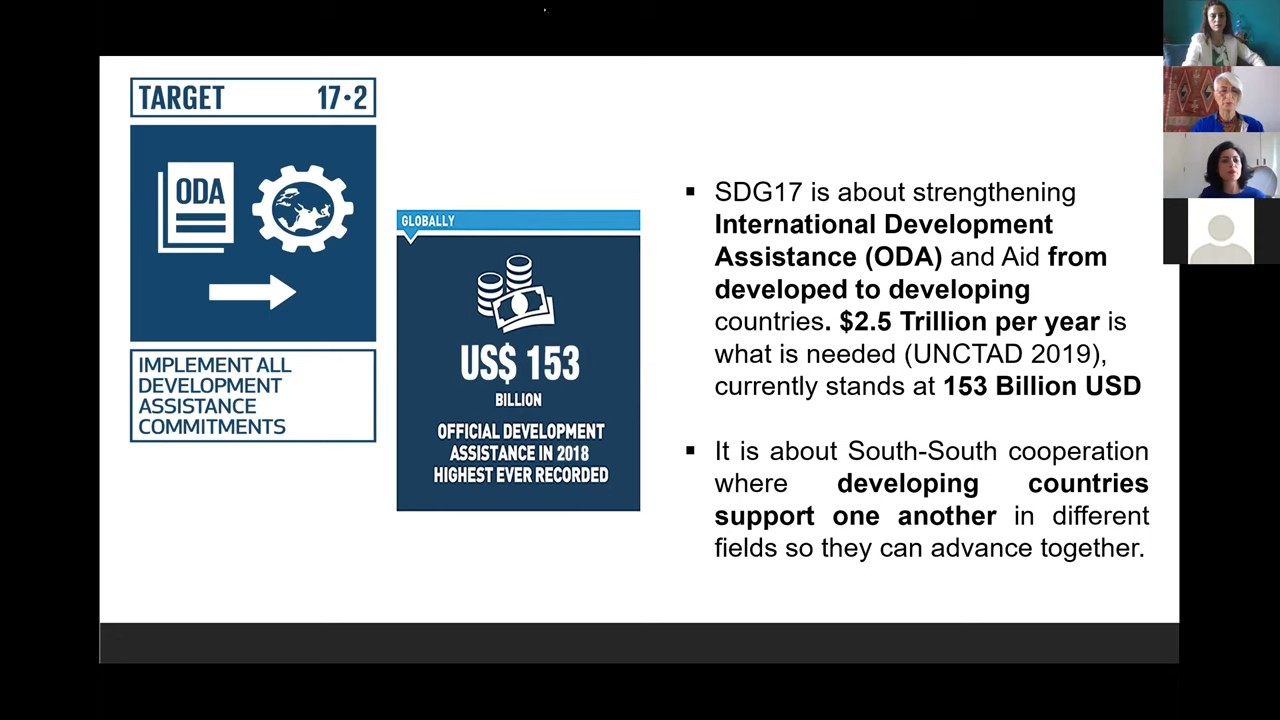 TARGET 17·2
ODA
IMPLEMENT ALL
DEVELOPMENT
ASSISTANCE
COMMITMENTS
GLOBALLY
US$ 153
BILLION
OFFICIAL DEVELOPMENT
ASSISTANCE IN 2018
HIGHEST EVER RECORDED
▪ SDG17 is about strengthening
International Development
Assistance (ODA) and Aid from
developed to developing
countries. $2.5 Trillion per year is
what is needed (UNCTAD 2019),
currently stands at 153 Billion USD
▪ It is about South-South cooperation
where developing countries
support one another in different
fields so they can advance together.